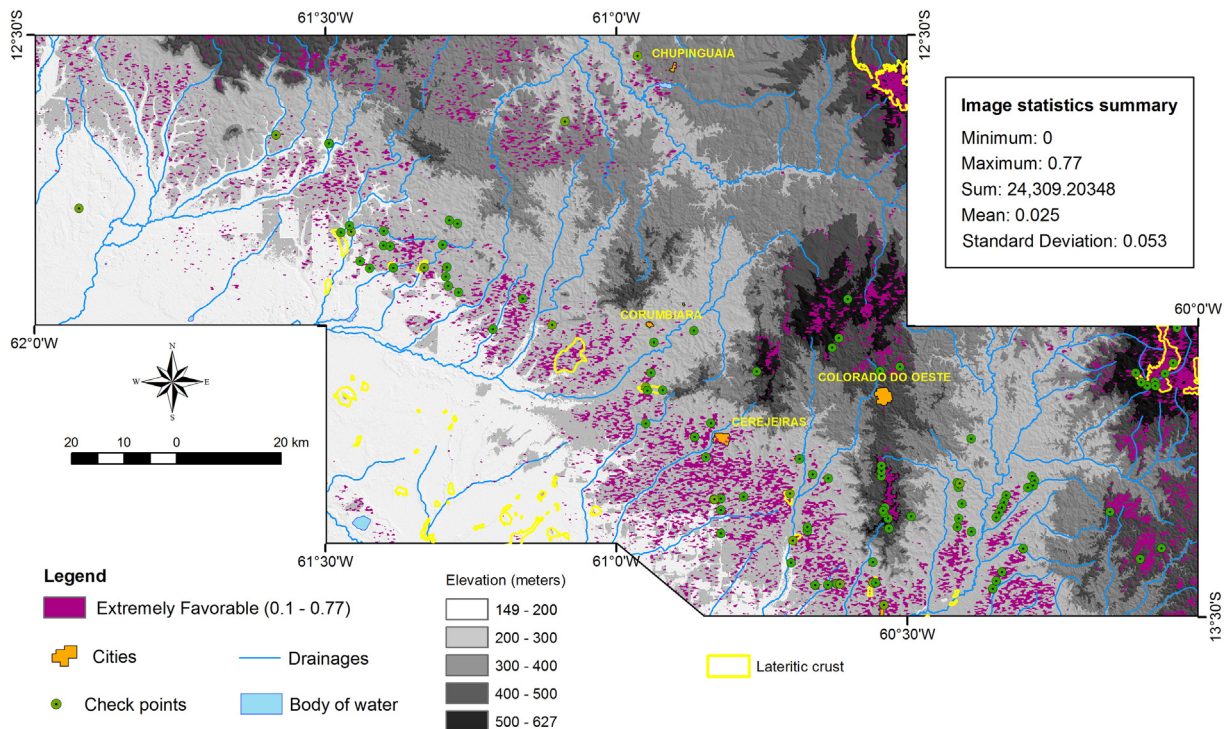 61°30'W
61°0'W
12°30'S
12°30'S
CHUPINGUAIA
Image statistics summary
Minimum: 0
Maximum: 0.77
Sum: 24,309.20348
Mean: 0.025
Standard Deviation: 0.053
60°0'W
62°0'W
CORUMBIARA
COLORADO DO OESTE
CEREJEIRAS
N
W
E
S
20 10 0 20 km
61°30'W
61°0'W
60°30'W
13°30'S
Legend
Extremely Favorable (0.1 - 0.77)
Cities
Drainages
Check points
Body of water
Elevation (meters)
149 - 200
200 - 300
300 - 400
400 - 500
500 - 627
Lateritic crust